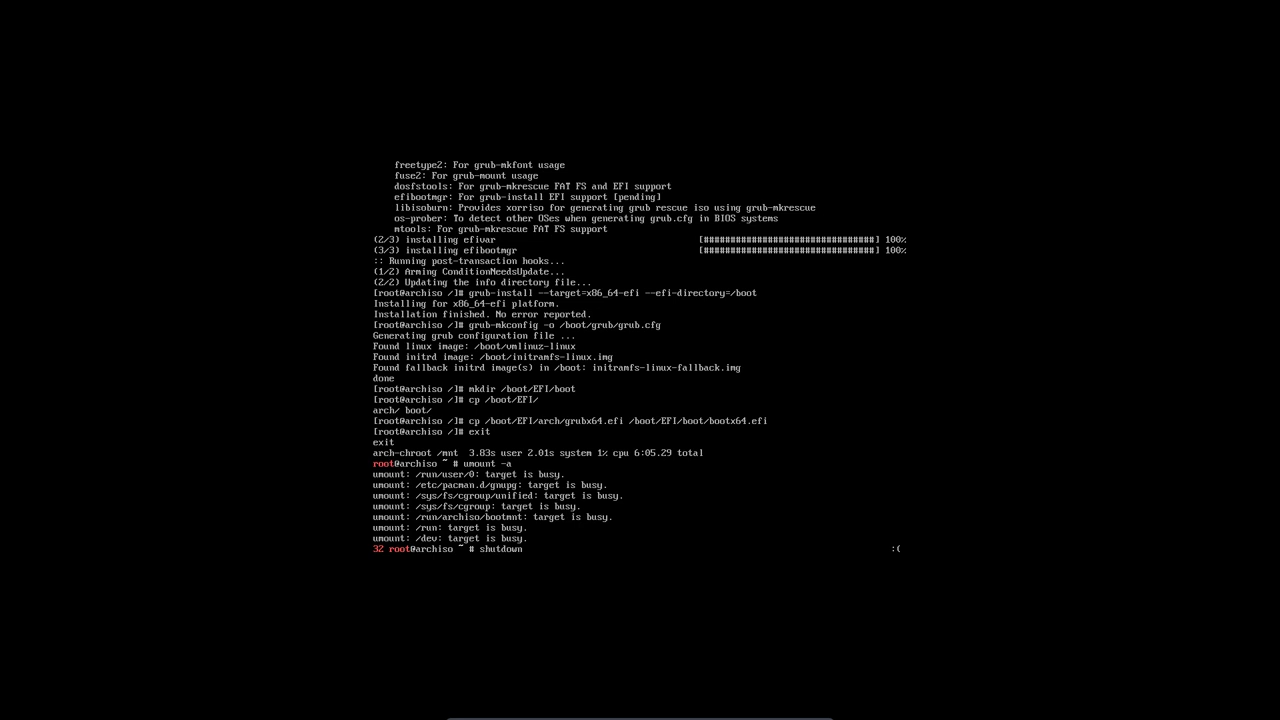 freetype2: For grub-mkfont usage
fuse2: For grub-mount usage
dosfstools: For grub-mkrescue FAT FS and EFI support
efibootmgr: For grub-install EFI support [pending]
libisoburn: Provides xorriso for generating grub rescue iso using grub-mkrescue
os-prober: To detect other OSes when generating grub.cfg in BIOS systems
mtools: For grub-mkrescue FAT FS support
(2/3) installing efivar [################################] 100%
(3/3) installing efibootmgr [################################] 100%
:: Running post-transaction hooks...
(1/2) Arming ConditionNeedsUpdate...
(2/2) Updating the info directory file...
[root@archiso /]# grub-install --target=x86_64-efi --efi-directory=/boot
Installing for x86_64-efi platform.
Installation finished. No error reported.
[root@archiso /]# grub-mkconfig -o /boot/grub/grub.cfg
Generating grub configuration file ...
Found linux image: /boot/vmlinuz-linux
Found initrd image: /boot/initramfs-linux.img
Found fallback initrd image(s) in /boot: initramfs-linux-fallback.img
done
[root@archiso /]# mkdir /boot/EFI/boot
[root@archiso /]# cp /boot/EFI/
arch/ boot/
[root@archiso /]# cp /boot/EFI/arch/grubx64.efi /boot/EFI/boot/bootx64.efi
[root@archiso /]# exit
exit
arch-chroot /mnt  3.83s user 2.01s system 1% cpu 6:05.29 total
root@archiso ~ # umount -a
umount: /run/user/0: target is busy.
umount: /etc/pacman.d/gnupg: target is busy.
umount: /sys/fs/cgroup/unified: target is busy.
umount: /sys/fs/cgroup: target is busy.
umount: /run/archiso/bootmnt: target is busy.
umount: /run: target is busy.
umount: /dev: target is busy.
32 root@archiso ~ # shutdown :(